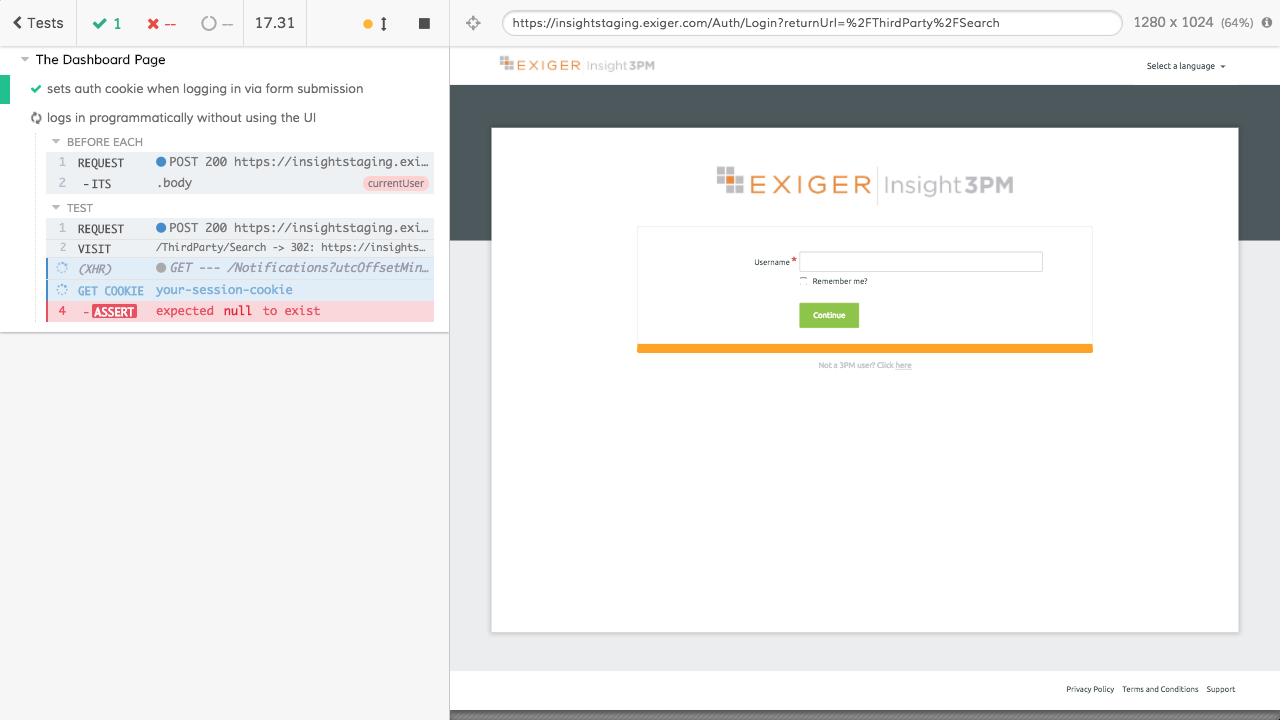 Tests 1 -- -- 17.31
The Dashboard Page
sets auth cookie when logging in via form submission
logs in programmatically without using the UI
BEFORE EACH
1 REQUEST POST 200 https://insightstaging.exi...
2 -ITS .body currentUser
TEST
1 REQUEST POST 200 https://insightstaging.exi...
2 VISIT /ThirdParty/Search -> 302: https://insights...
(XHR) GET --- /Notifications?utcOffsetMin...
GET COOKIE your-session-cookie
4 -ASSERT expected null to exist
https://insightstaging.exiger.com/Auth/Login?returnUrl=%2FThirdParty%2FSearch 1280 x 1024 (64%)
EXIGER Insight 3PM
Select a language
EXIGER Insight 3PM
Username *
Remember me?
Continue
Not a 3PM user? Click here
Privacy Policy Terms and Conditions Support